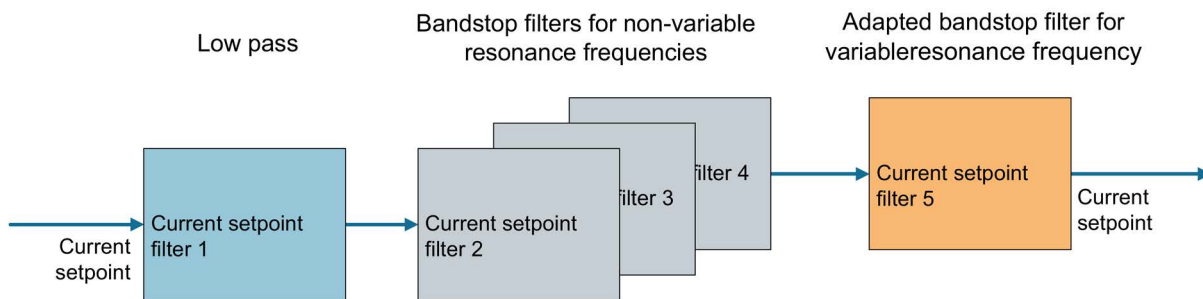 Low pass
Bandstop filters for non-variable
resonance frequencies
Adapted bandstop filter for
variableresonance frequency
Current
setpoint
Current setpoint
filter 1
Current setpoint
filter 2
filter 3
filter 4
Current setpoint
filter 5
Current
setpoint